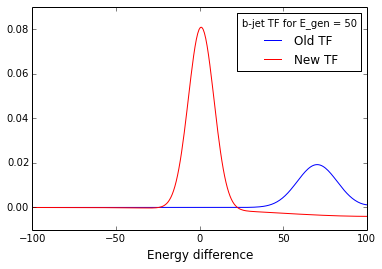 b-jet TF for E_gen = 50
Old TF
New TF
0.08
0.06
0.04
0.02
0.00
−100
−50
0
50
100
Energy difference